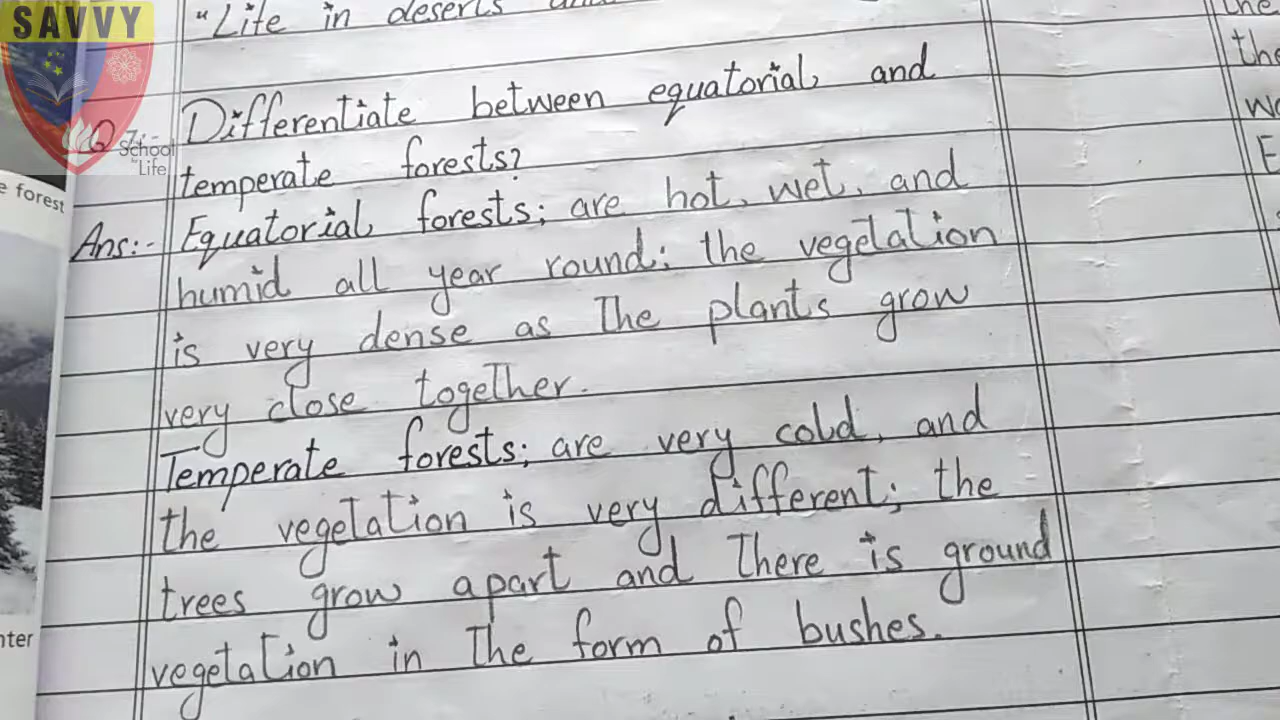 SAVVY
School
for Life
"Life in deserts
Q 7:-
Differentiate between equatorial and
temperate forests?
Ans:- Equatorial forests; are hot, wet, and
humid all year round; the vegetation
is very dense as the plants grow
very close together.
Temperate forests; are very cold, and
the vegetation is very different; the
trees grow apart and there is ground
vegetation in the form of bushes.
e forest
nter
the
the
E